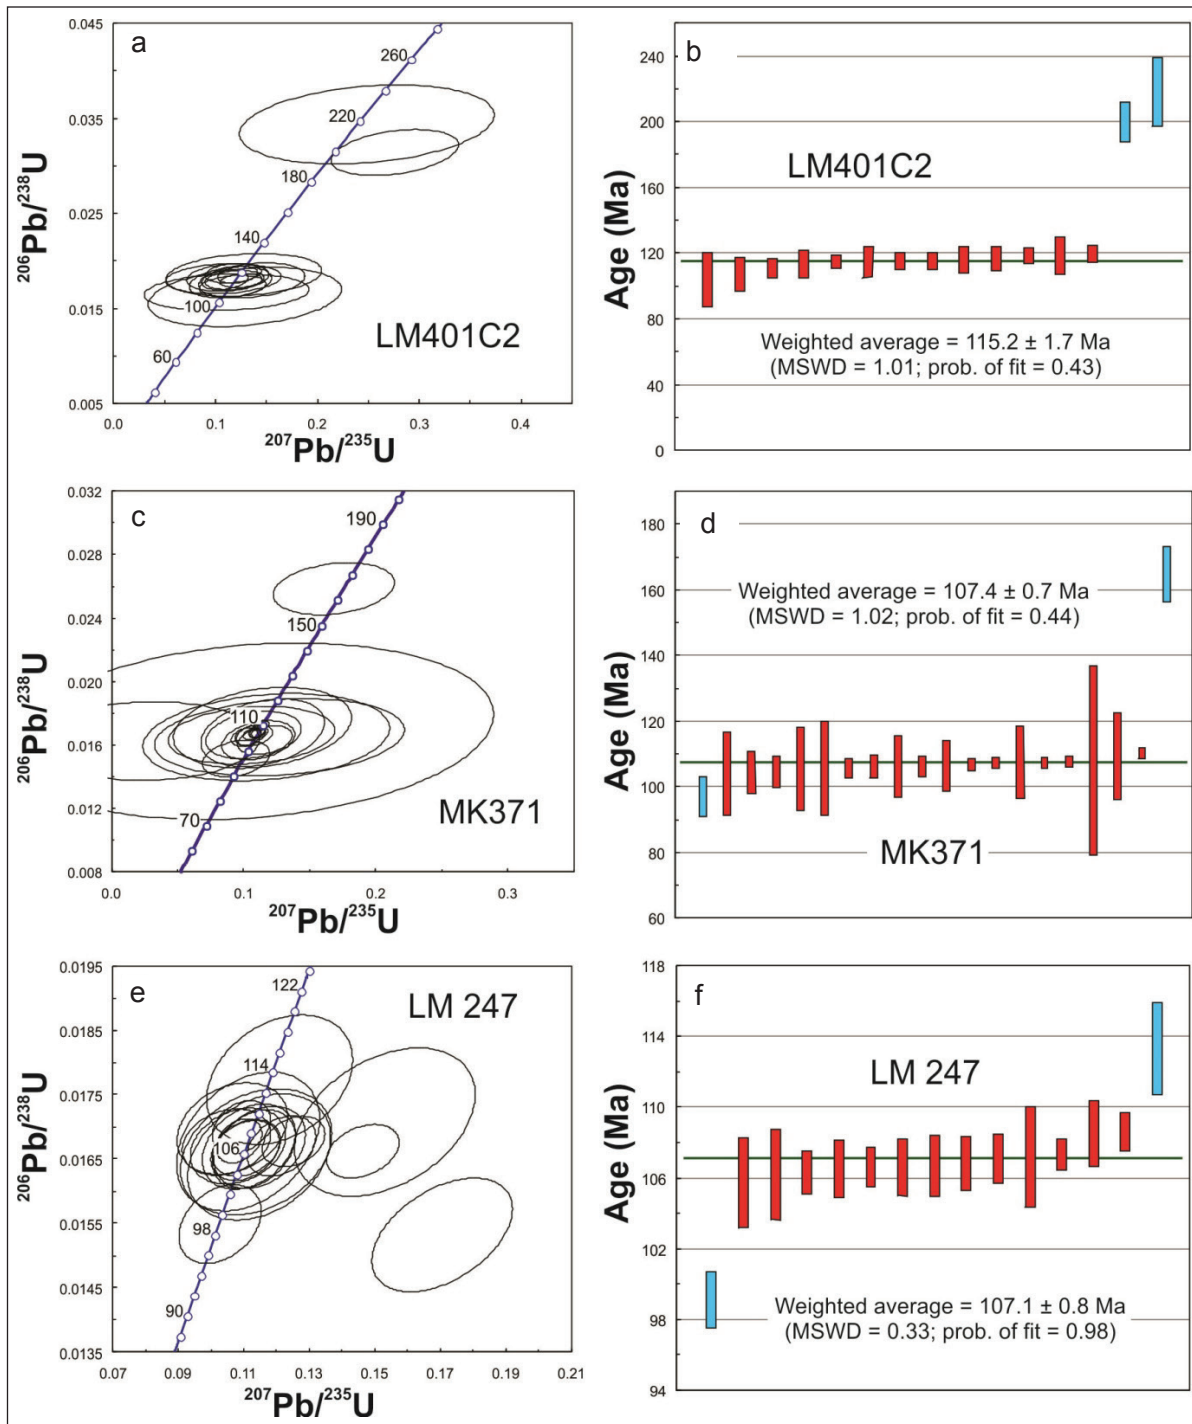 a
0.045
0.035
0.025
0.015
0.005
260
220
180
140
100
60
LM401C2
0.0
0.1
0.2
0.3
0.4
²⁰⁶Pb/²³⁸U
²⁰⁷Pb/²³⁵U
b
240
200
160
120
80
40
0
Age (Ma)
LM401C2
Weighted average = 115.2 ± 1.7 Ma
(MSWD = 1.01; prob. of fit = 0.43)
c
0.032
0.028
0.024
0.020
0.016
0.012
0.008
190
150
110
70
MK371
0.0
0.1
0.2
0.3
²⁰⁶Pb/²³⁸U
²⁰⁷Pb/²³⁵U
d
180
160
140
120
100
80
60
Age (Ma)
Weighted average = 107.4 ± 0.7 Ma
(MSWD = 1.02; prob. of fit = 0.44)
MK371
e
0.0195
0.0185
0.0175
0.0165
0.0155
0.0145
0.0135
122
114
106
98
90
LM 247
0.07
0.09
0.11
0.13
0.15
0.17
0.19
0.21
²⁰⁶Pb/²³⁸U
²⁰⁷Pb/²³⁵U
f
118
114
110
106
102
98
94
Age (Ma)
LM 247
Weighted average = 107.1 ± 0.8 Ma
(MSWD = 0.33; prob. of fit = 0.98)